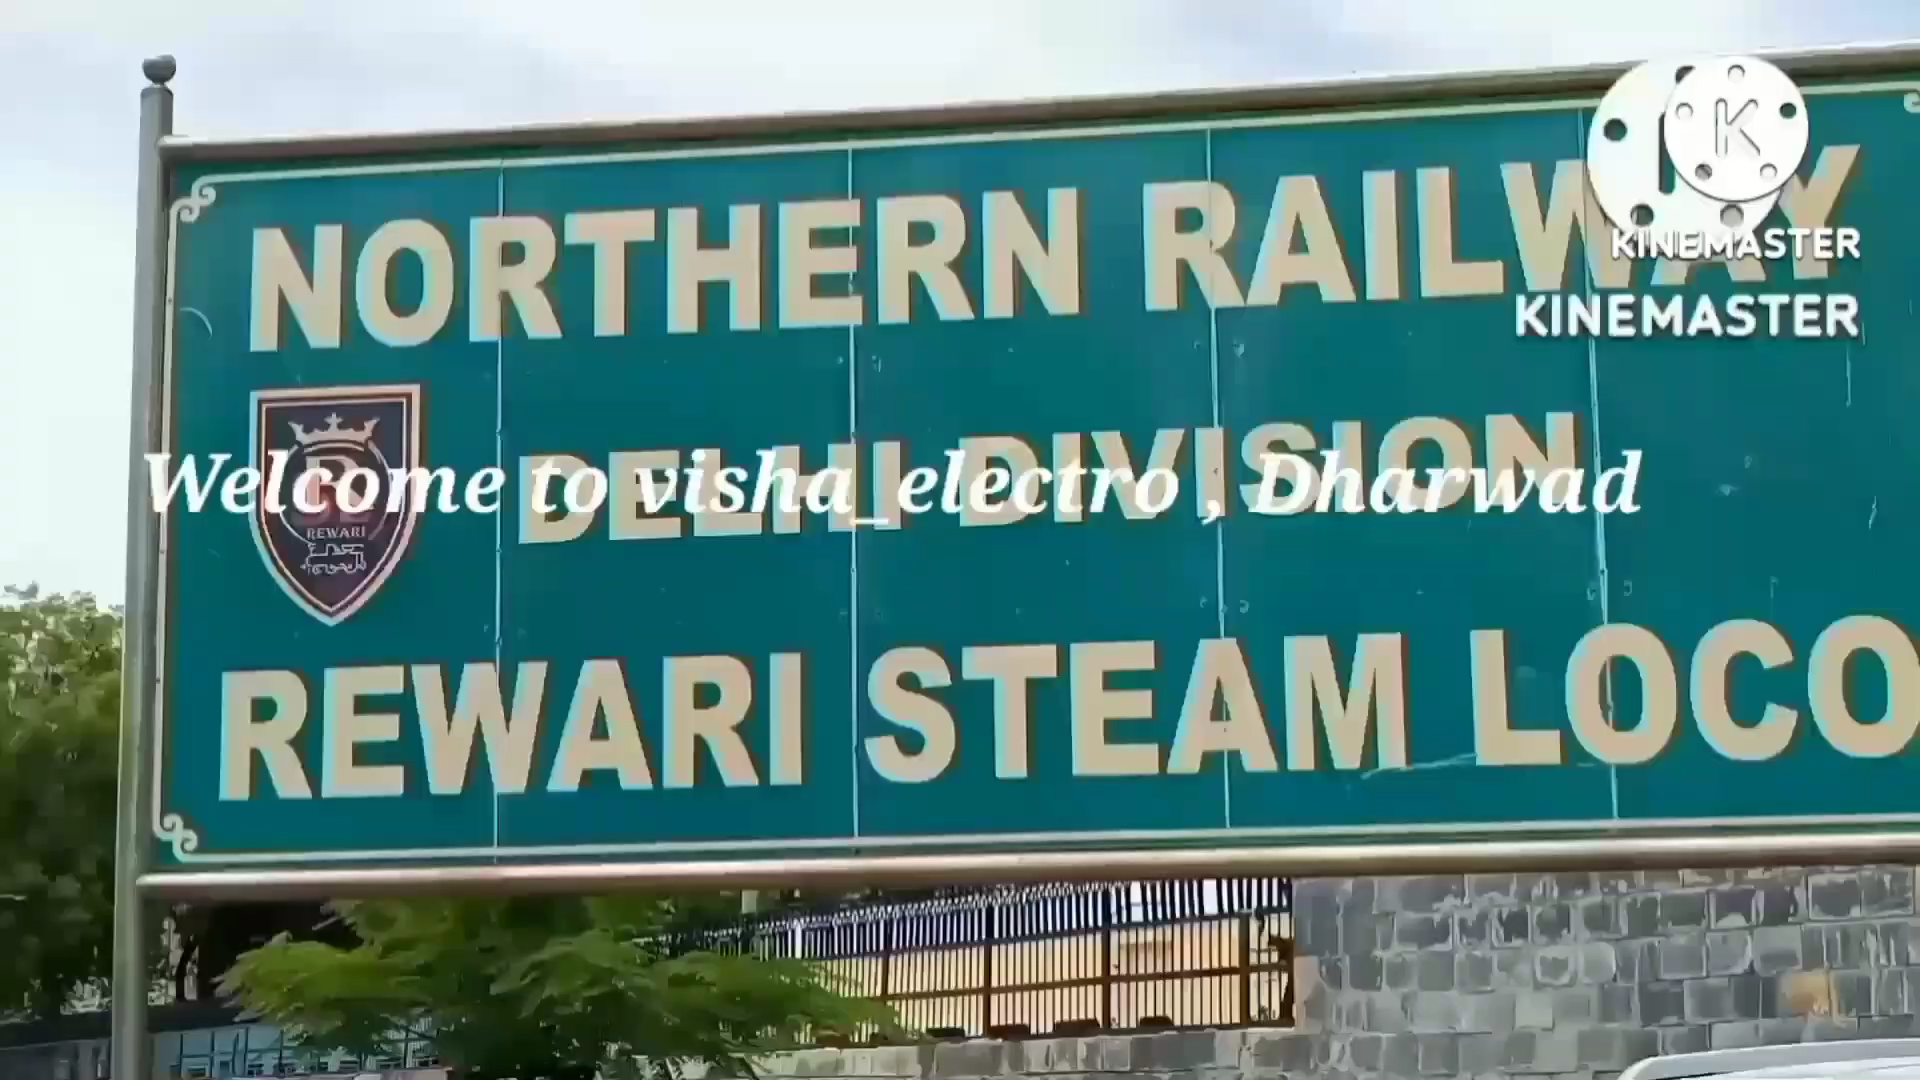 NORTHERN RAILWAY
KINEMASTER
KINEMASTER
DELHI DIVISION
Welcome to visha_electro , Dharwad
REWARI
REWARI STEAM LOCO